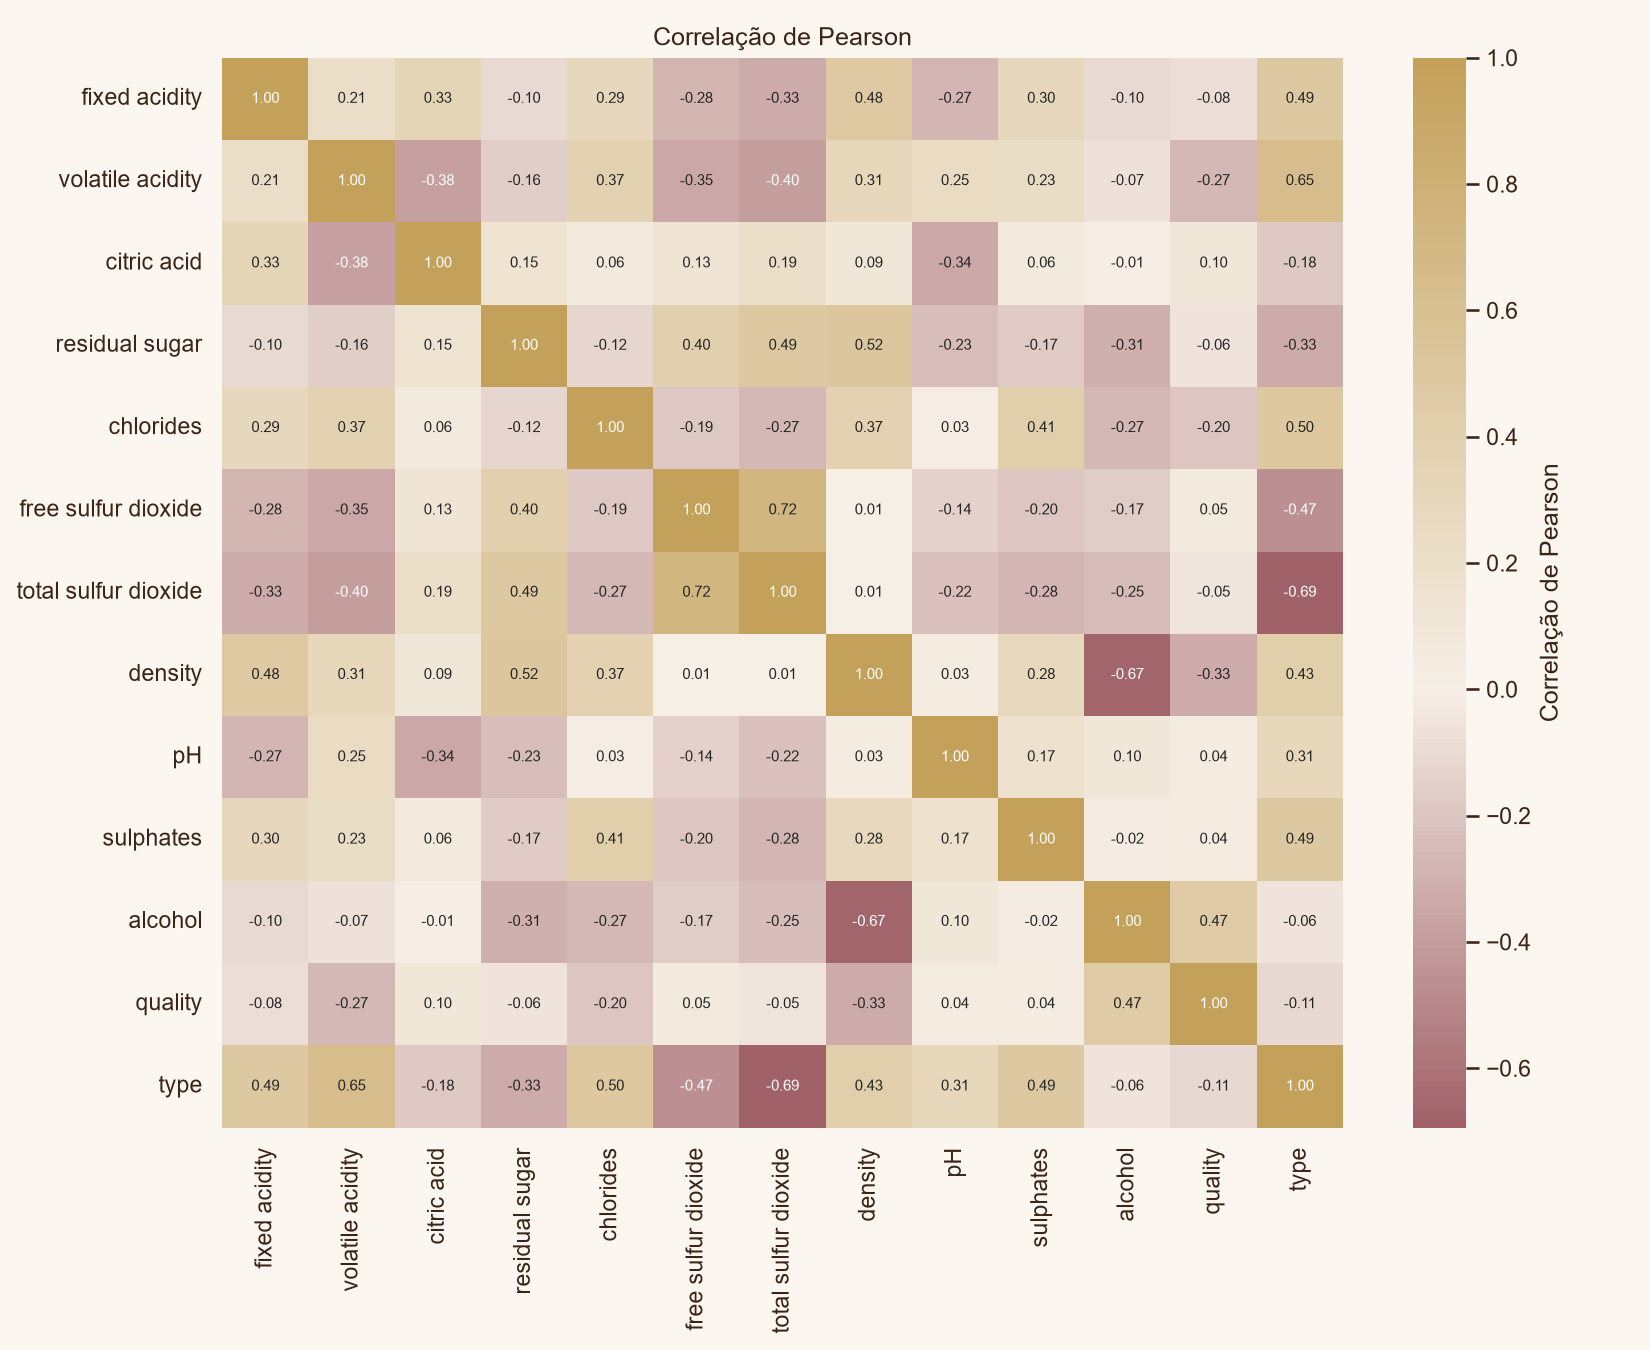 Correlação de Pearson
fixed acidity 1.00 0.21 0.33 -0.10 0.29 -0.28 -0.33 0.48 -0.27 0.30 -0.10 -0.08 0.49
volatile acidity 0.21 1.00 -0.38 -0.16 0.37 -0.35 -0.40 0.31 0.25 0.23 -0.07 -0.27 0.65
citric acid 0.33 -0.38 1.00 0.15 0.06 0.13 0.19 0.09 -0.34 0.06 -0.01 0.10 -0.18
residual sugar -0.10 -0.16 0.15 1.00 -0.12 0.40 0.49 0.52 -0.23 -0.17 -0.31 -0.06 -0.33
chlorides 0.29 0.37 0.06 -0.12 1.00 -0.19 -0.27 0.37 0.03 0.41 -0.27 -0.20 0.50
free sulfur dioxide -0.28 -0.35 0.13 0.40 -0.19 1.00 0.72 0.01 -0.14 -0.20 -0.17 0.05 -0.47
total sulfur dioxide -0.33 -0.40 0.19 0.49 -0.27 0.72 1.00 0.01 -0.22 -0.28 -0.25 -0.05 -0.69
density 0.48 0.31 0.09 0.52 0.37 0.01 0.01 1.00 0.03 0.28 -0.67 -0.33 0.43
pH -0.27 0.25 -0.34 -0.23 0.03 -0.14 -0.22 0.03 1.00 0.17 0.10 0.04 0.31
sulphates 0.30 0.23 0.06 -0.17 0.41 -0.20 -0.28 0.28 0.17 1.00 -0.02 0.04 0.49
alcohol -0.10 -0.07 -0.01 -0.31 -0.27 -0.17 -0.25 -0.67 0.10 -0.02 1.00 0.47 -0.06
quality -0.08 -0.27 0.10 -0.06 -0.20 0.05 -0.05 -0.33 0.04 0.04 0.47 1.00 -0.11
type 0.49 0.65 -0.18 -0.33 0.50 -0.47 -0.69 0.43 0.31 0.49 -0.06 -0.11 1.00
fixed acidity
volatile acidity
citric acid
residual sugar
chlorides
free sulfur dioxide
total sulfur dioxide
density
pH
sulphates
alcohol
quality
type
1.0
0.8
0.6
0.4
0.2
0.0
−0.2
−0.4
−0.6
Correlação de Pearson